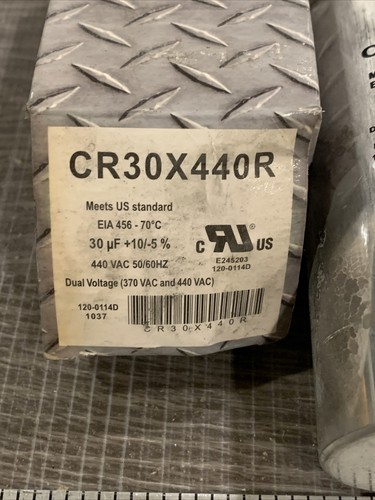 CR30X440R
Meets US standard
EIA 456 - 70°C
30 µF +10/-5 %
440 VAC 50/60HZ
Dual Voltage (370 VAC and 440 VAC)
C RU US
E245203
120-0114D
120-0114D
1037
CR30X440R